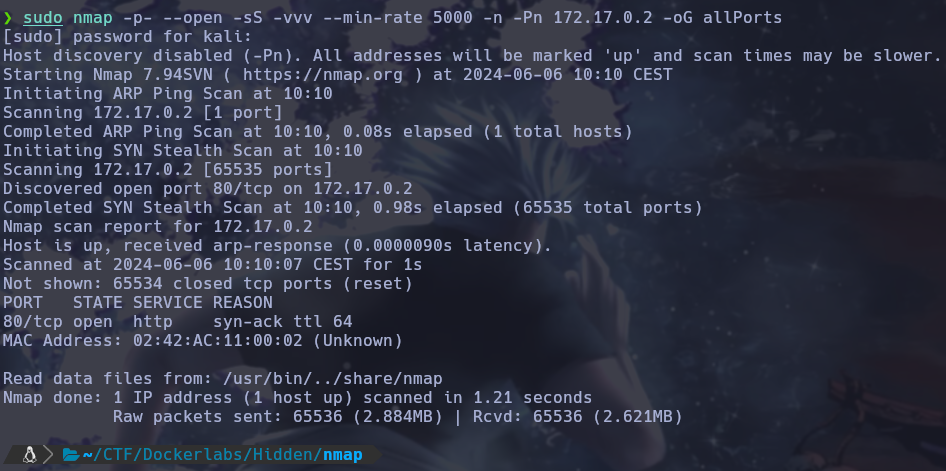 ❯ sudo nmap -p- --open -sS -vvv --min-rate 5000 -n -Pn 172.17.0.2 -oG allPorts
[sudo] password for kali:
Host discovery disabled (-Pn). All addresses will be marked 'up' and scan times may be slower.
Starting Nmap 7.94SVN ( https://nmap.org ) at 2024-06-06 10:10 CEST
Initiating ARP Ping Scan at 10:10
Scanning 172.17.0.2 [1 port]
Completed ARP Ping Scan at 10:10, 0.08s elapsed (1 total hosts)
Initiating SYN Stealth Scan at 10:10
Scanning 172.17.0.2 [65535 ports]
Discovered open port 80/tcp on 172.17.0.2
Completed SYN Stealth Scan at 10:10, 0.98s elapsed (65535 total ports)
Nmap scan report for 172.17.0.2
Host is up, received arp-response (0.0000090s latency).
Scanned at 2024-06-06 10:10:07 CEST for 1s
Not shown: 65534 closed tcp ports (reset)
PORT   STATE SERVICE REASON
80/tcp open  http    syn-ack ttl 64
MAC Address: 02:42:AC:11:00:02 (Unknown)
Read data files from: /usr/bin/../share/nmap
Nmap done: 1 IP address (1 host up) scanned in 1.21 seconds
           Raw packets sent: 65536 (2.884MB) | Rcvd: 65536 (2.621MB)
~/CTF/Dockerlabs/Hidden/nmap